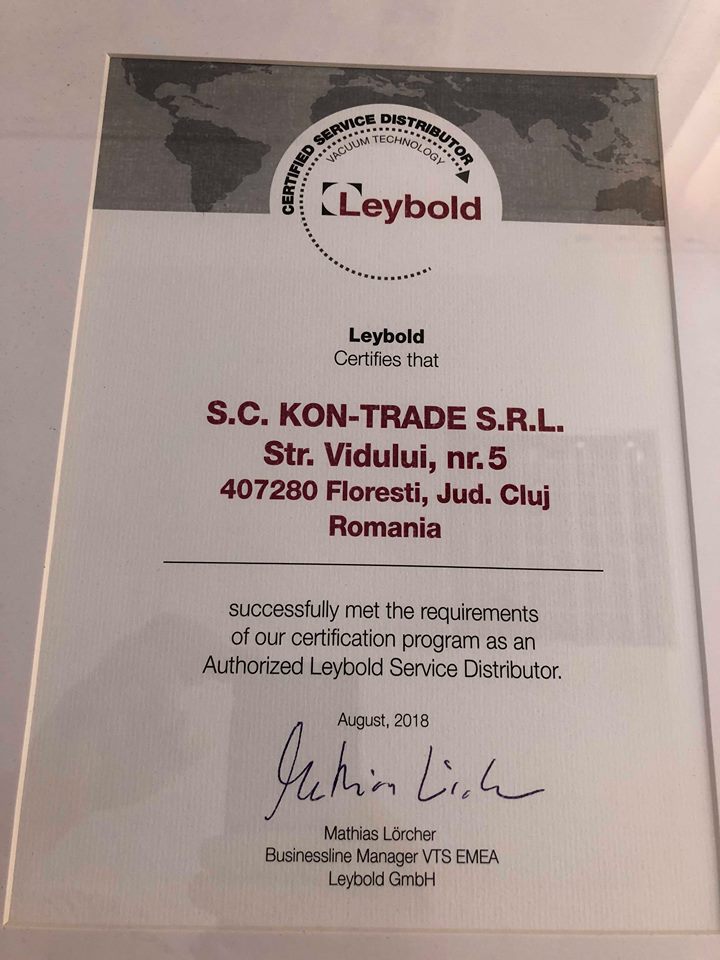 CERTIFIED SERVICE DISTRIBUTOR
VACUUM TECHNOLOGY
Leybold
Leybold
Certifies that
S.C. KON-TRADE S.R.L.
Str. Vidului, nr.5
407280 Floresti, Jud. Cluj
Romania
successfully met the requirements
of our certification program as an
Authorized Leybold Service Distributor.
August, 2018
Mathias Lörcher
Mathias Lörcher
Businessline Manager VTS EMEA
Leybold GmbH